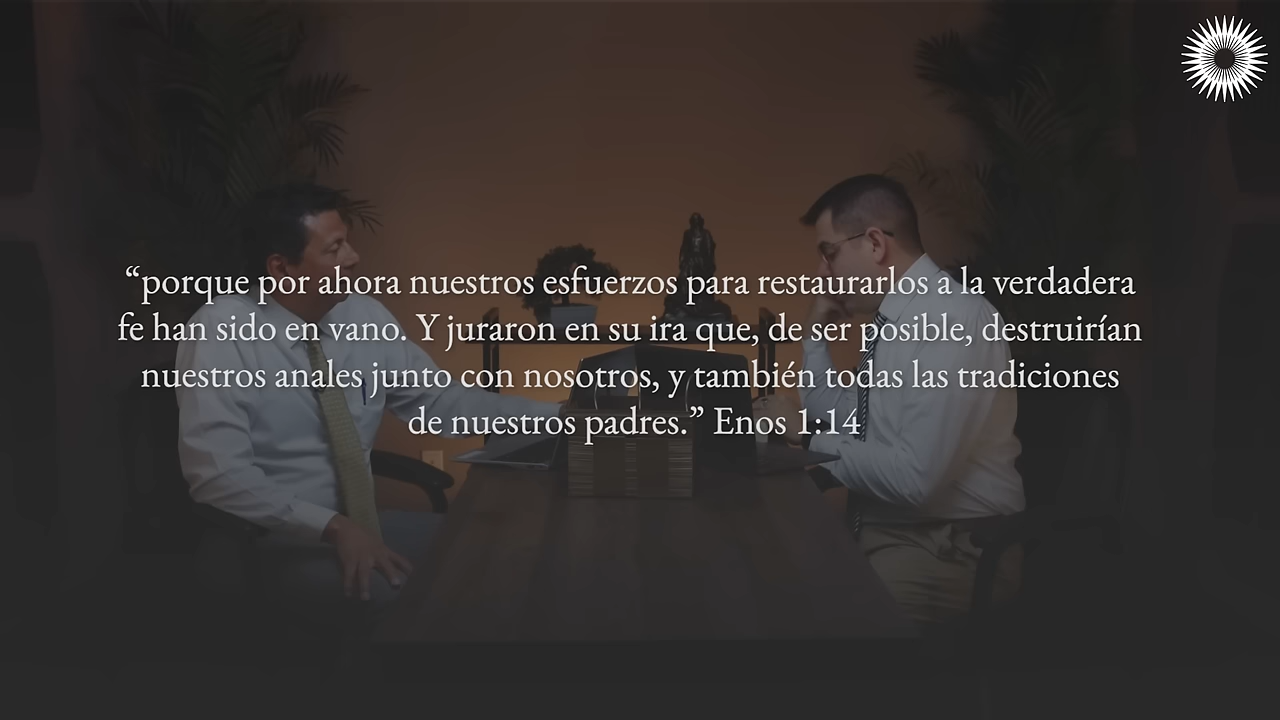 “porque por ahora nuestros esfuerzos para restaurarlos a la verdadera
fe han sido en vano. Y juraron en su ira que, de ser posible, destruirían
nuestros anales junto con nosotros, y también todas las tradiciones
de nuestros padres.” Enos 1:14